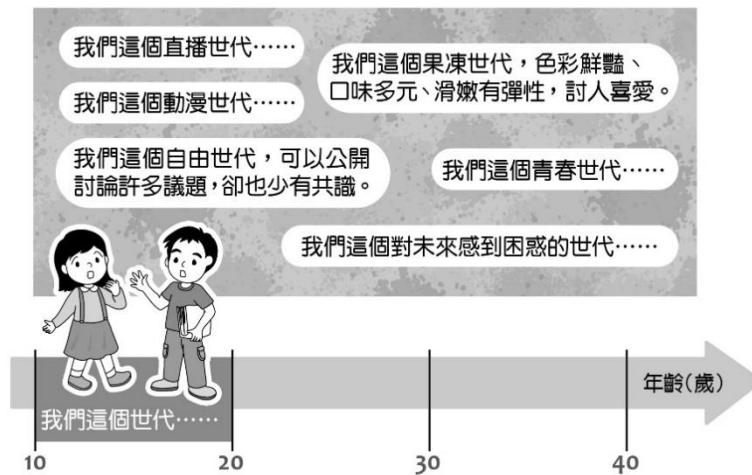 我們這個直播世代⋯⋯
我們這個果凍世代，色彩鮮豔、
口味多元、滑嫩有彈性，討人喜愛。
我們這個動漫世代⋯⋯
我們這個自由世代，可以公開
討論許多議題，卻也少有共識。
我們這個青春世代⋯⋯
我們這個對未來感到困惑的世代⋯⋯
年齡(歲)
我們這個世代⋯⋯
10
20
30
40